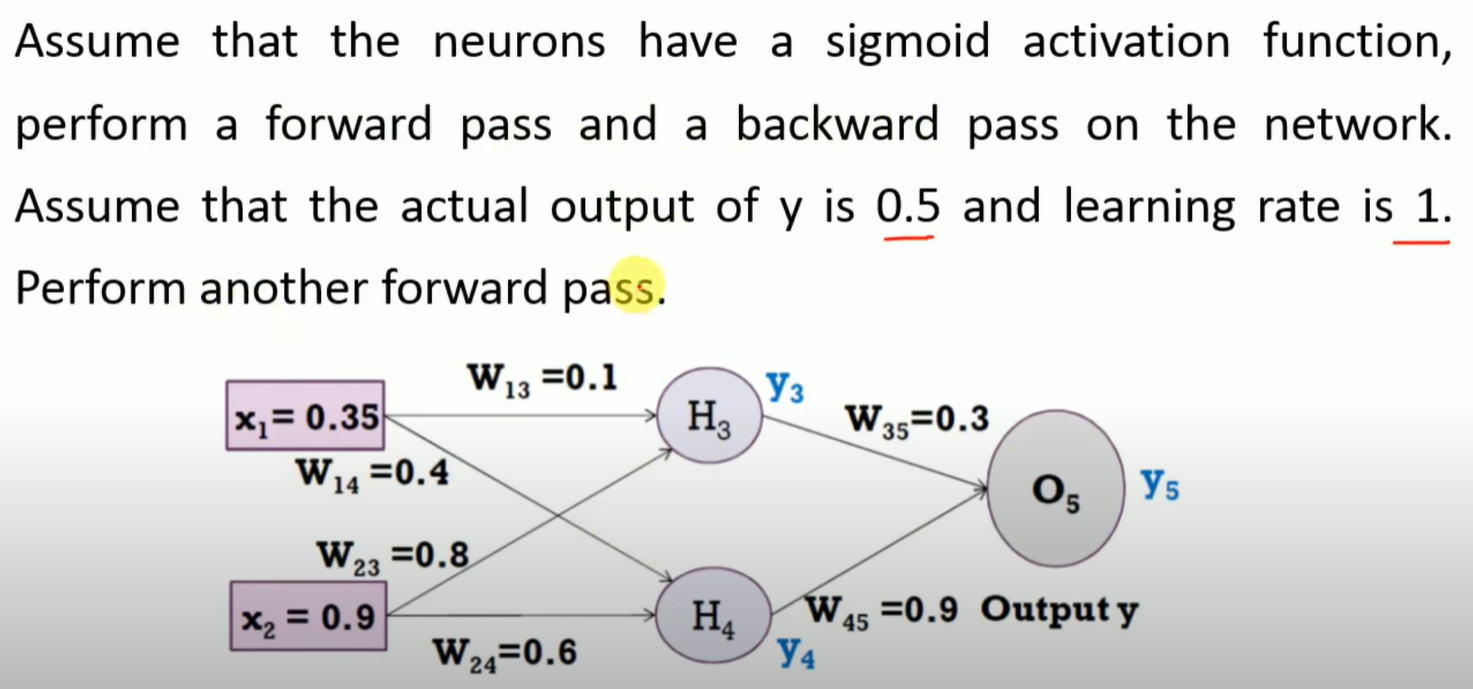 Assume that the neurons have a sigmoid activation function,
perform a forward pass and a backward pass on the network.
Assume that the actual output of y is 0.5 and learning rate is 1.
Perform another forward pass.
W₁₃ =0.1
y₃
x₁= 0.35
H₃
W₃₅=0.3
W₁₄ =0.4
O₅
y₅
W₂₃ =0.8
x₂ = 0.9
H₄
W₄₅ =0.9 Output y
W₂₄=0.6
y₄